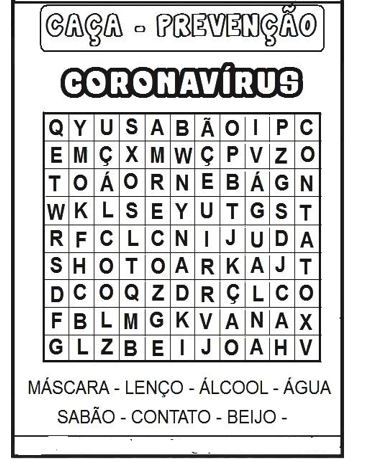 CAÇA - PREVENÇÃO
CORONAVÍRUS
Q Y U S A B Ã O I P C
E M Ç X M W Ç P V Z O
T O Á O R N E B Á G N
W K L S E Y U T G S T
R F C L C N I J U D A
S H O T O A R K A J T
D C O Q Z D R Ç L C O
F B L M G K V A N A X
G L Z B E I J O A H V
MÁSCARA - LENÇO - ÁLCOOL - ÁGUA
SABÃO - CONTATO - BEIJO -